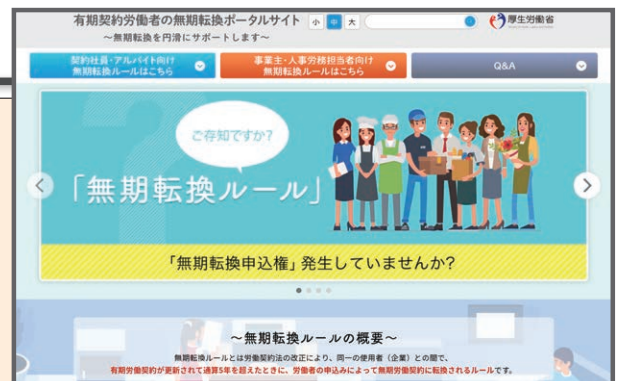 有期契約労働者の無期転換ポータルサイト
小 中 大
厚生労働省
～無期転換を円滑にサポートします～
契約社員・アルバイト向け
無期転換ルールはこちら
事業主・人事労務担当者向け
無期転換ルールはこちら
Q&A
ご存知ですか?
「無期転換ルール」
「無期転換申込権」発生していませんか?
～無期転換ルールの概要～
無期転換ルールとは労働契約法の改正により、同一の使用者（企業）との間で、
有期労働契約が更新されて通算5年を超えたときに、労働者の申込みによって無期労働契約に転換されるルールです。